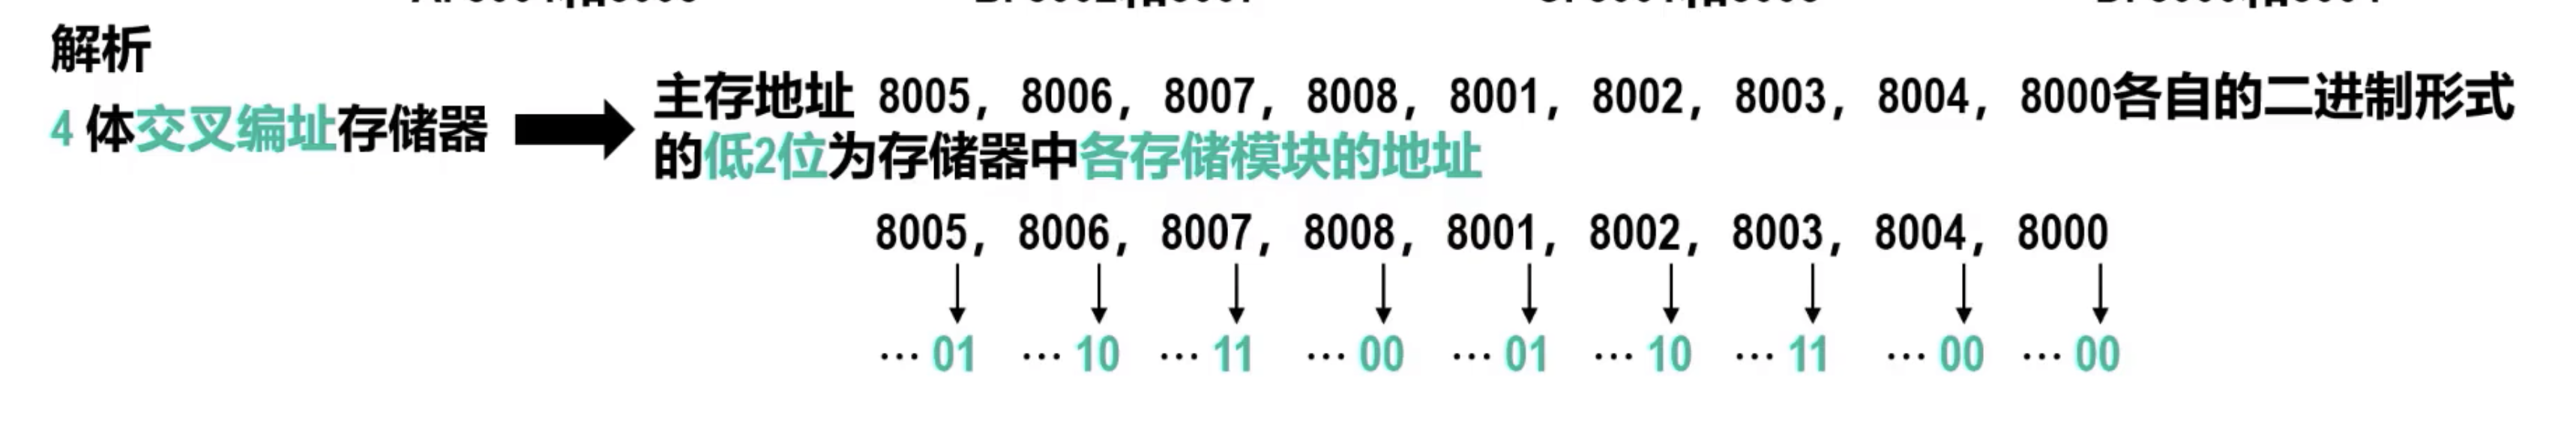 解析
4 体交叉编址存储器
主存地址 8005, 8006, 8007, 8008, 8001, 8002, 8003, 8004, 8000各自的二进制形式
的低2位为存储器中各存储模块的地址
8005, 8006, 8007, 8008, 8001, 8002, 8003, 8004, 8000
… 01 … 10 … 11 … 00 … 01 … 10 … 11 … 00 … 00